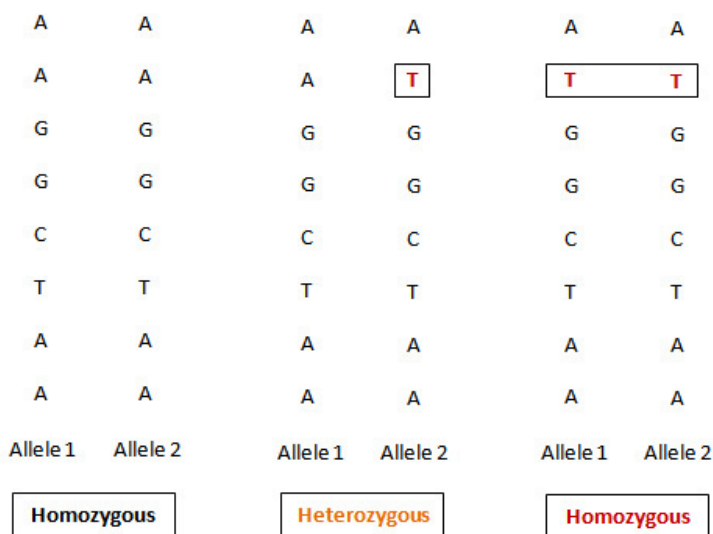 A A A A A A
A A A T T T
G G G G G G
G G G G G G
C C C C C C
T T T T T T
A A A A A A
A A A A A A
Allele 1 Allele 2 Allele 1 Allele 2 Allele 1 Allele 2
Homozygous Heterozygous Homozygous